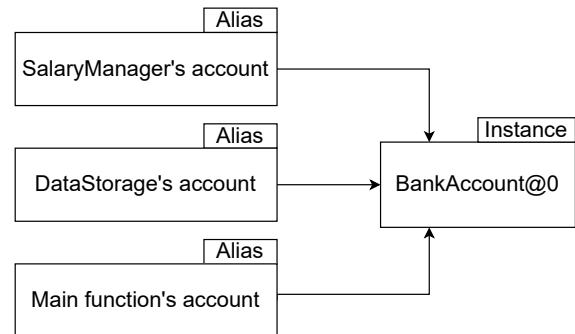 Alias
SalaryManager's account
Alias
DataStorage's account
Alias
Main function's account
Instance
BankAccount@0